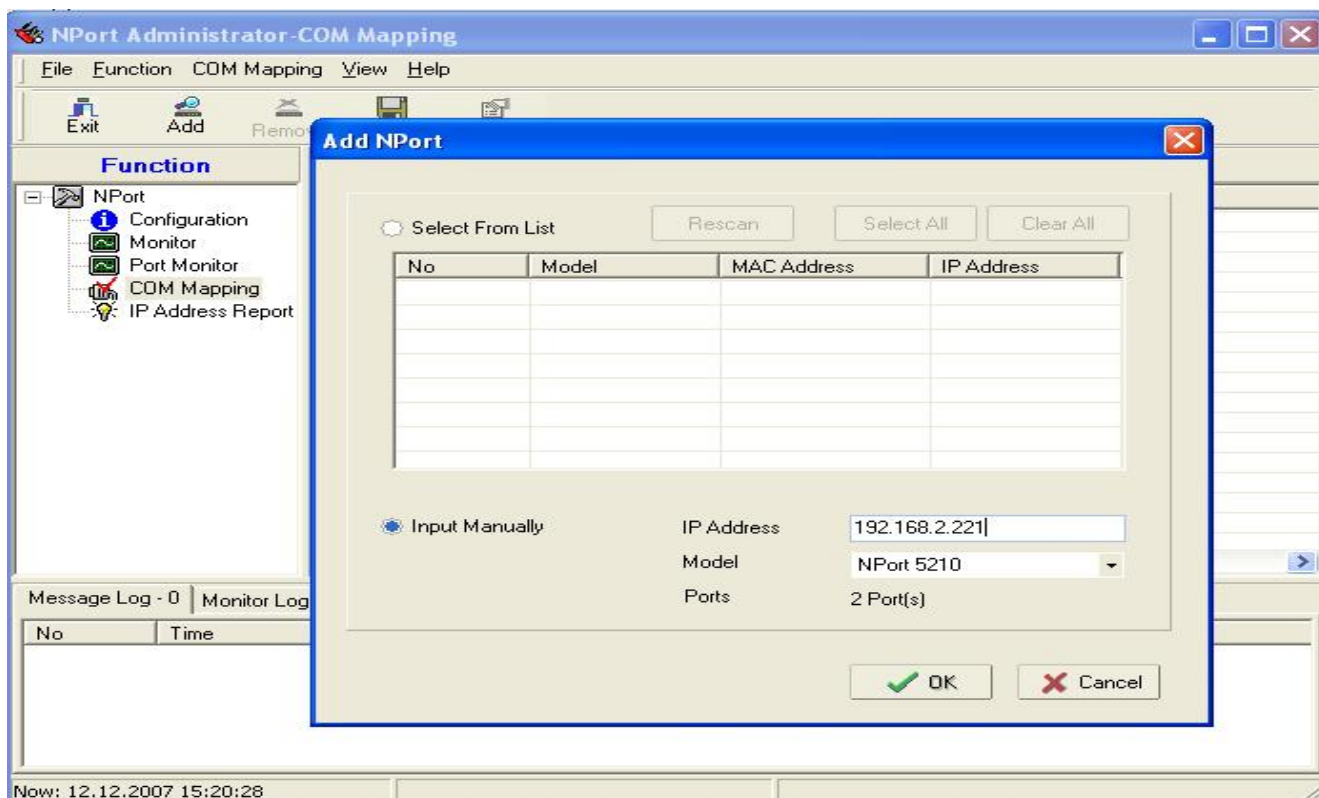 NPort Administrator-COM Mapping
File Function COM Mapping View Help
Exit Add
Function
NPort
Configuration
Monitor
Port Monitor
COM Mapping
IP Address Report
Add NPort
Select From List Rescan Select All Clear All
No Model MAC Address IP Address
Input Manually IP Address 192.168.2.221
Model NPort 5210
Ports 2 Port(s)
OK Cancel
Message Log - 0 Monitor Log
No Time
Now: 12.12.2007 15:20:28